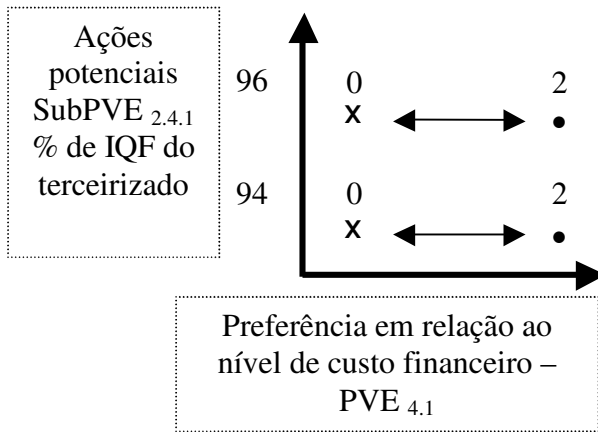 Ações
potenciais
SubPVE 2.4.1
% de IQF do
terceirizado
96 0 2
x •
94 0 2
x •
Preferência em relação ao
nível de custo financeiro –
PVE 4.1